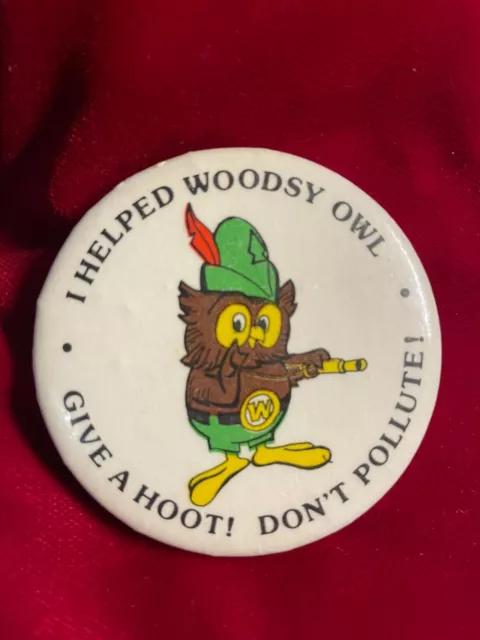 I HELPED WOODSY OWL
W
GIVE A HOOT! DON'T POLLUTE!